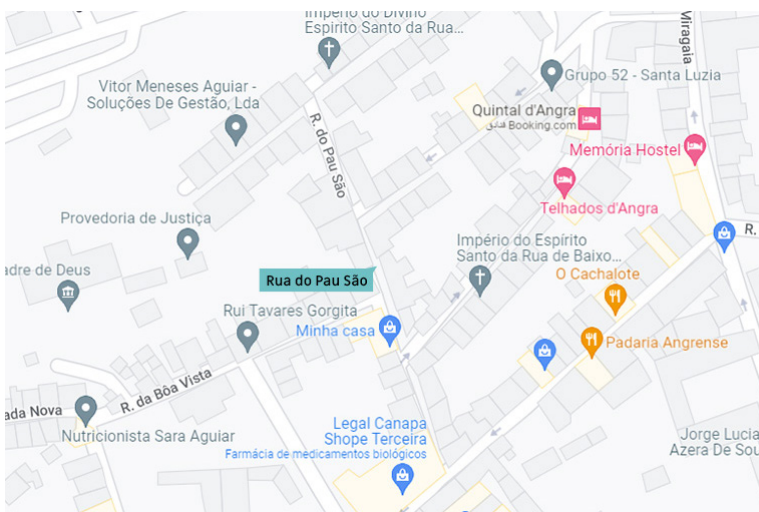 Império do Divino
Espirito Santo da Rua...
Miragaia
Grupo 52 - Santa Luzia
Vitor Meneses Aguiar -
Soluções De Gestão, Lda
Quintal d'Angra
فنادق Booking.com
R. do Pau São
Memória Hostel
Telhados d'Angra
Provedoria de Justiça
R.
Império do Espírito
Santo da Rua de Baixo...
adre de Deus
Rua do Pau São
O Cachalote
Rui Tavares Gorgita
Minha casa
Padaria Angrense
R. da Bôa Vista
ada Nova
Nutricionista Sara Aguiar
Legal Canapa
Shope Terceira
Farmácia de medicamentos biológicos
Jorge Lucia
Azera De Sou